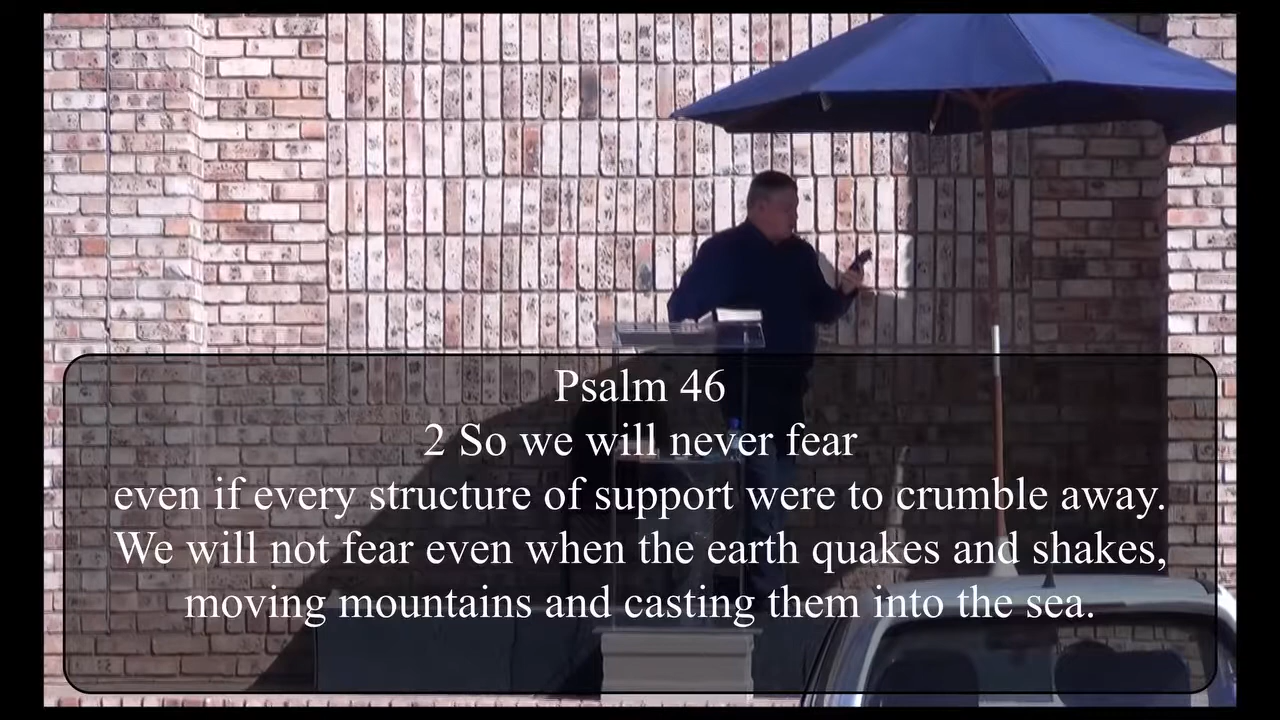 Psalm 46
2 So we will never fear
even if every structure of support were to crumble away.
We will not fear even when the earth quakes and shakes,
moving mountains and casting them into the sea.